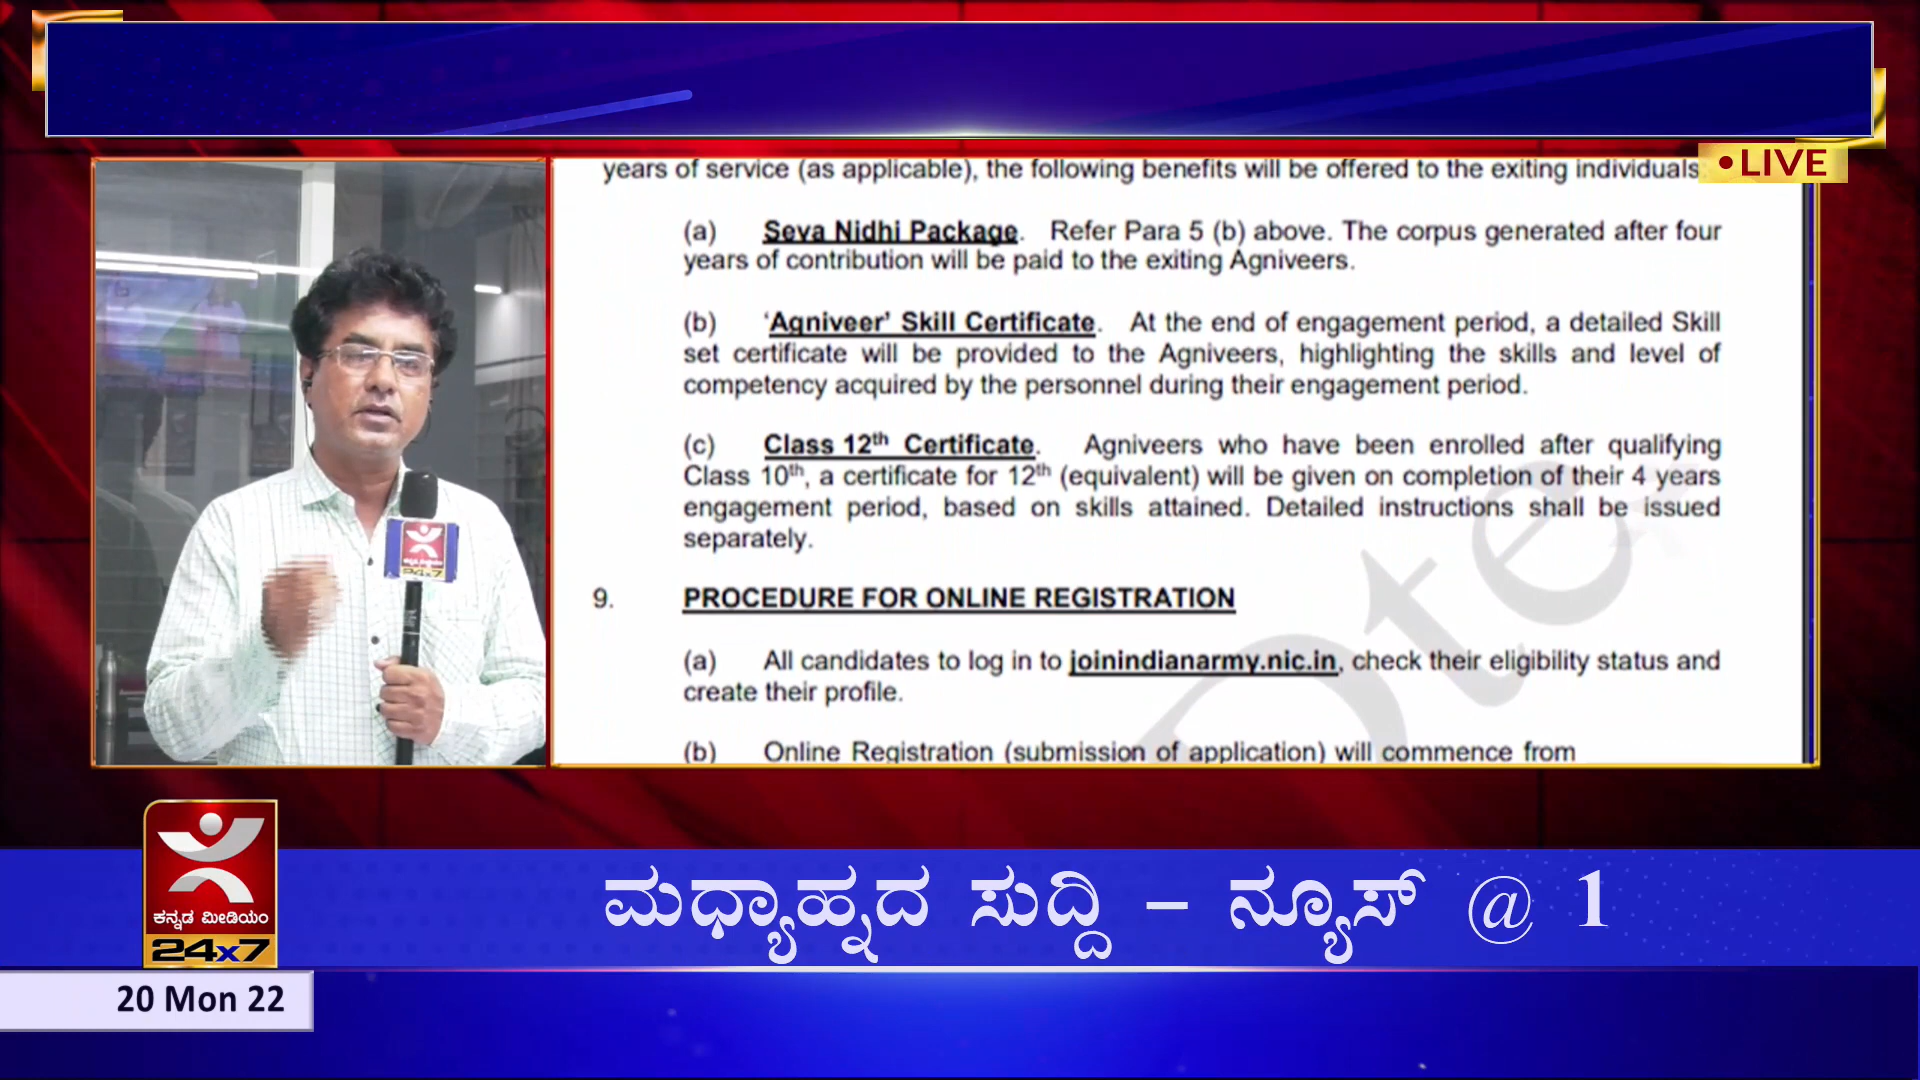 years of service (as applicable), the following benefits will be offered to the exiting individuals
• LIVE
(a) Seva Nidhi Package. Refer Para 5 (b) above. The corpus generated after four
years of contribution will be paid to the exiting Agniveers.
(b) ‘Agniveer’ Skill Certificate. At the end of engagement period, a detailed Skill
set certificate will be provided to the Agniveers, highlighting the skills and level of
competency acquired by the personnel during their engagement period.
(c) Class 12th Certificate. Agniveers who have been enrolled after qualifying
Class 10th, a certificate for 12th (equivalent) will be given on completion of their 4 years
engagement period, based on skills attained. Detailed instructions shall be issued
separately.
9. PROCEDURE FOR ONLINE REGISTRATION
(a) All candidates to log in to joinindianarmy.nic.in, check their eligibility status and
create their profile.
(b) Online Registration (submission of application) will commence from
Dte
24x7
ಕನ್ನಡ ಮೀಡಿಯಂ
24x7
ಮಧ್ಯಾಹ್ನದ ಸುದ್ದಿ – ನ್ಯೂಸ್ @ 1
20 Mon 22